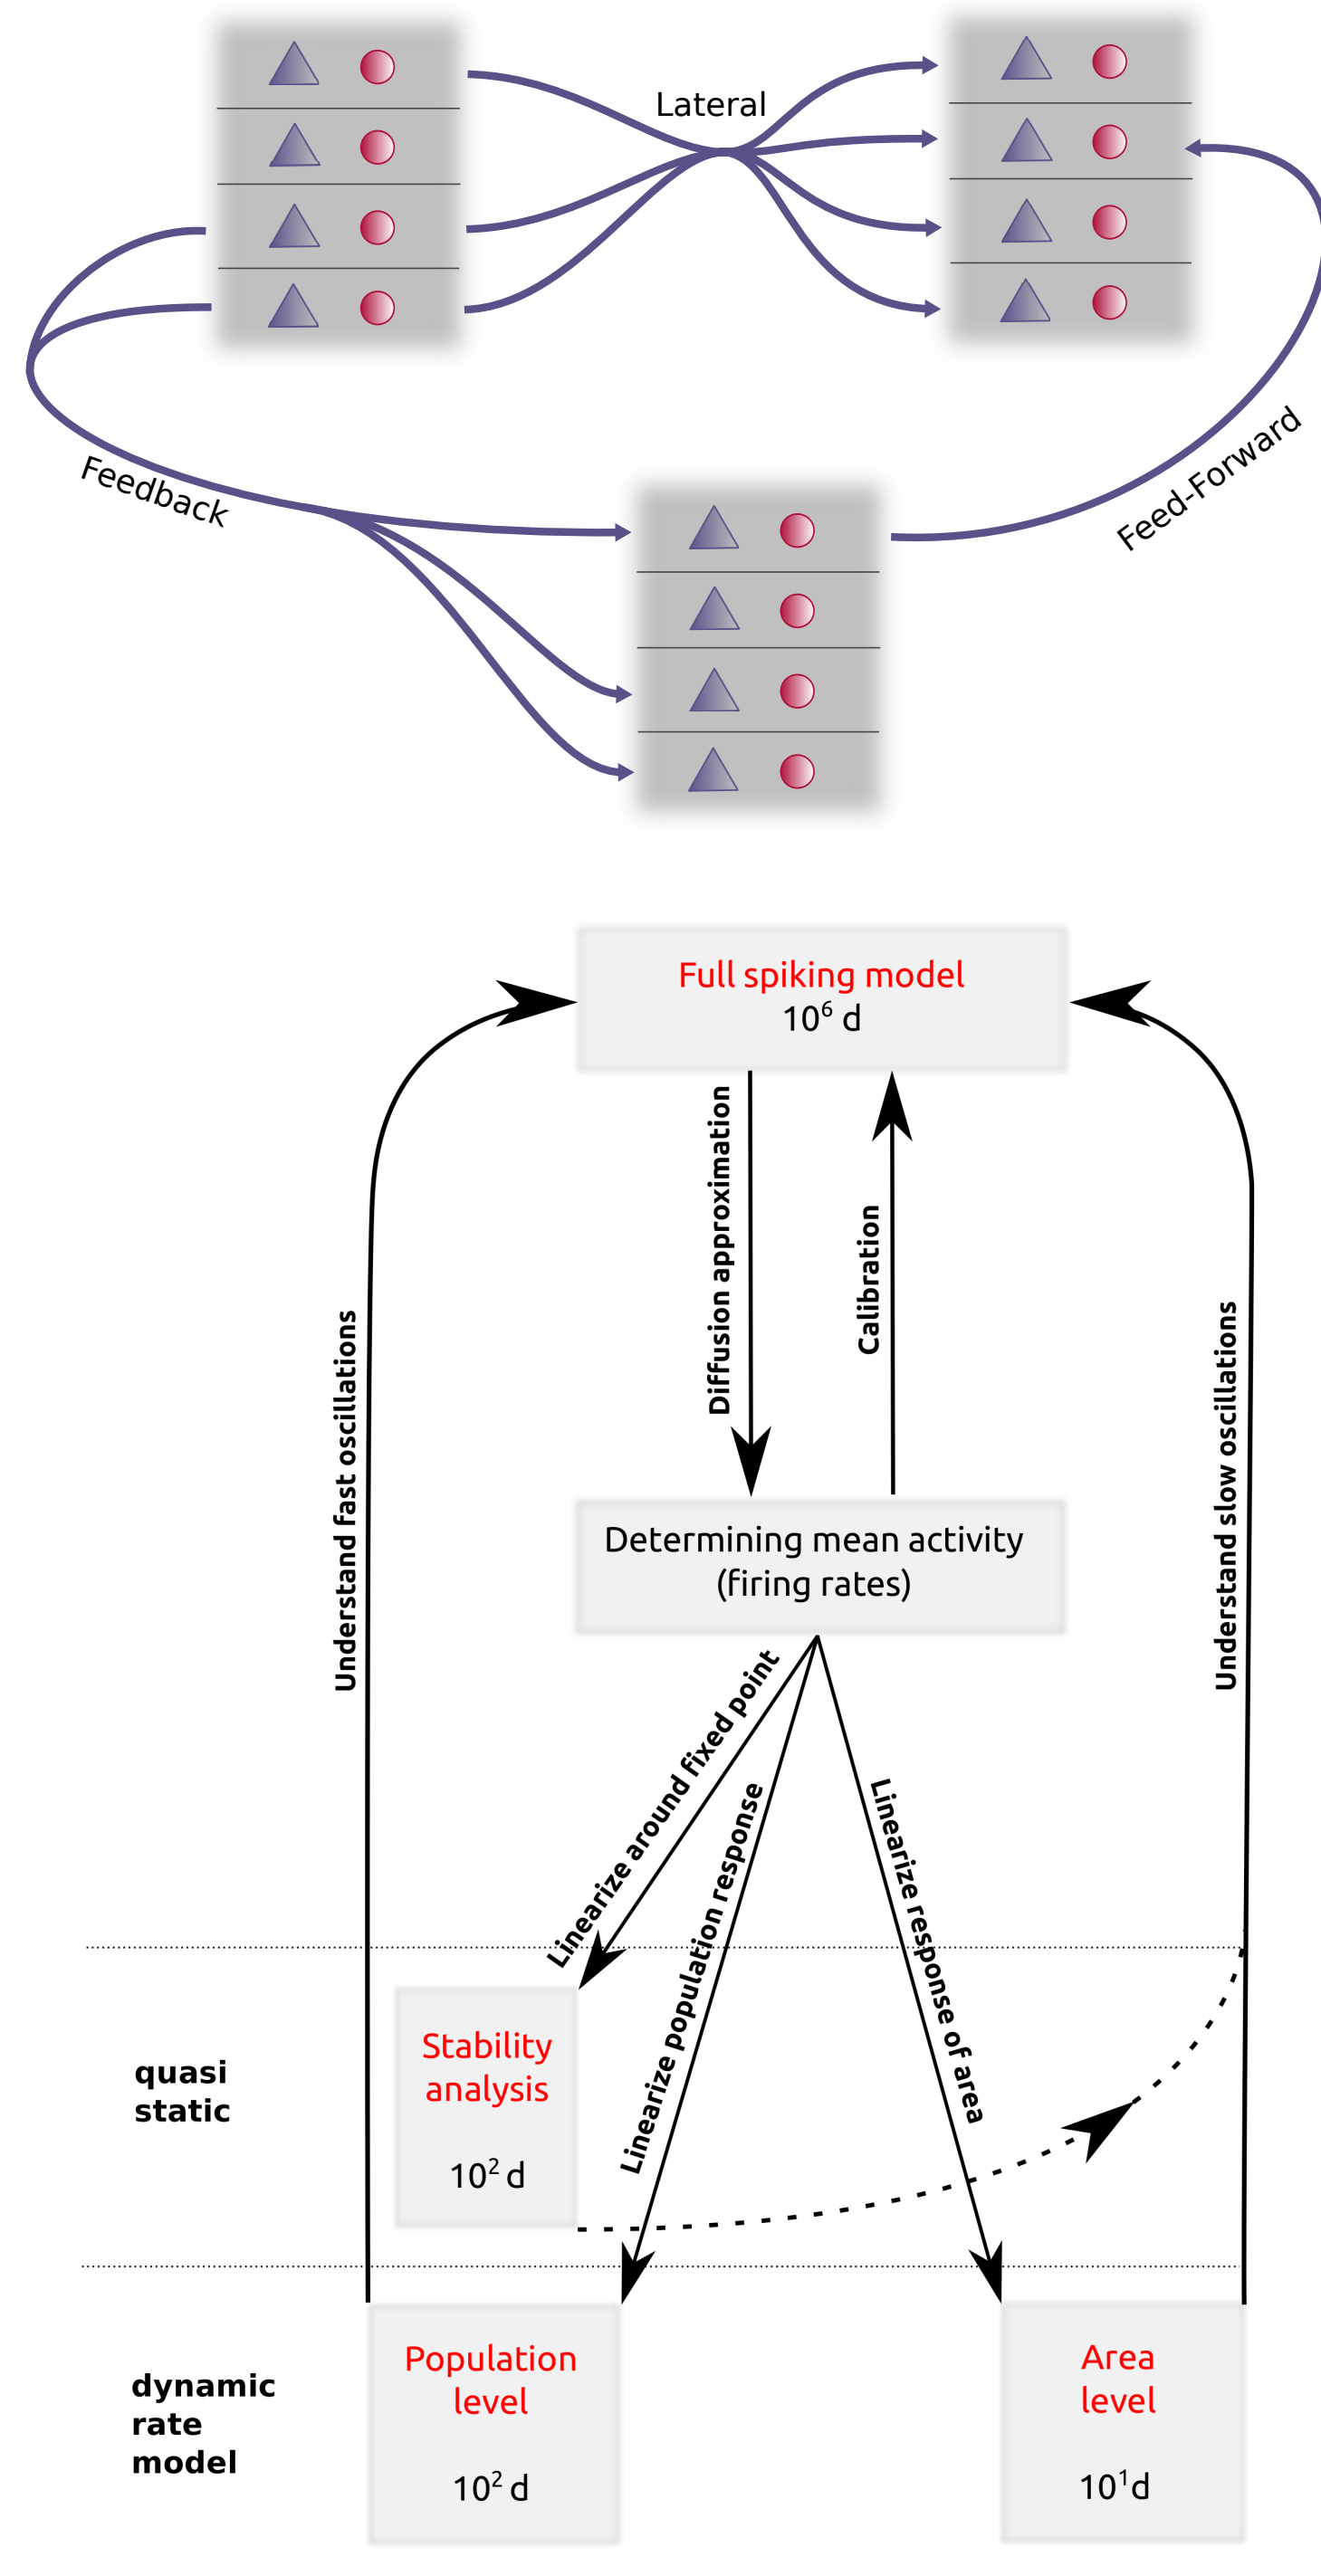 Lateral
Feedback
Feed-Forward
Full spiking model
10⁶ d
Diffusion approximation
Calibration
Understand fast oscillations
Understand slow oscillations
Determining mean activity
(firing rates)
Linearize around fixed point
Linearize population response
Linearize response of area
quasi
static
Stability
analysis
10² d
dynamic
rate
model
Population
level
10² d
Area
level
10¹d